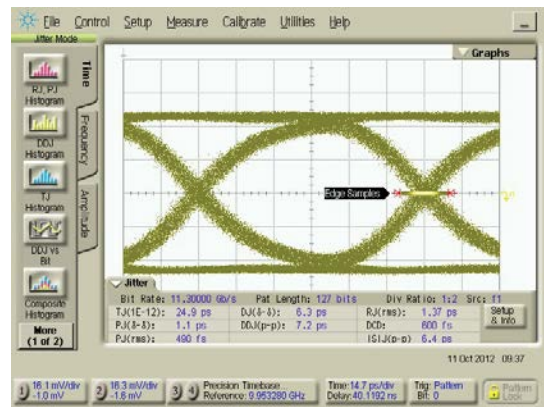 File Control Setup Measure Calibrate Utilities Help
Jitter Mode
Graphs
RJ, PJ
Histogram
DDJ
Histogram
TJ
Histogram
DDJ vs
Bit
Composite
Histogram
More
(1 of 2)
Time
Frequency
Amplitude
Edge Samples
Jitter
Bit Rate: 11.30000 Gb/s Pat Length: 127 bits Div Ratio: 1:2 Src: f1
TJ(1E-12): 24.9 ps DJ(δ-δ): 6.3 ps RJ(rms): 1.37 ps
PJ(δ-δ): 1.1 ps DDJ(p-p): 7.2 ps DCD: 600 fs
PJ(rms): 490 fs ISIJ(p-p) 6.4 ps
Setup
& Info
11 Oct 2012 09:37
1 16.1 mV/div
-1.0 mV
2 16.3 mV/div
-1.6 mV
3 4
Precision Timebase...
Reference: 9.953280 GHz
Time:14.7 ps/div
Delay:40.1192 ns
Trig: Pattern
Bit: 0
Pattern
Lock